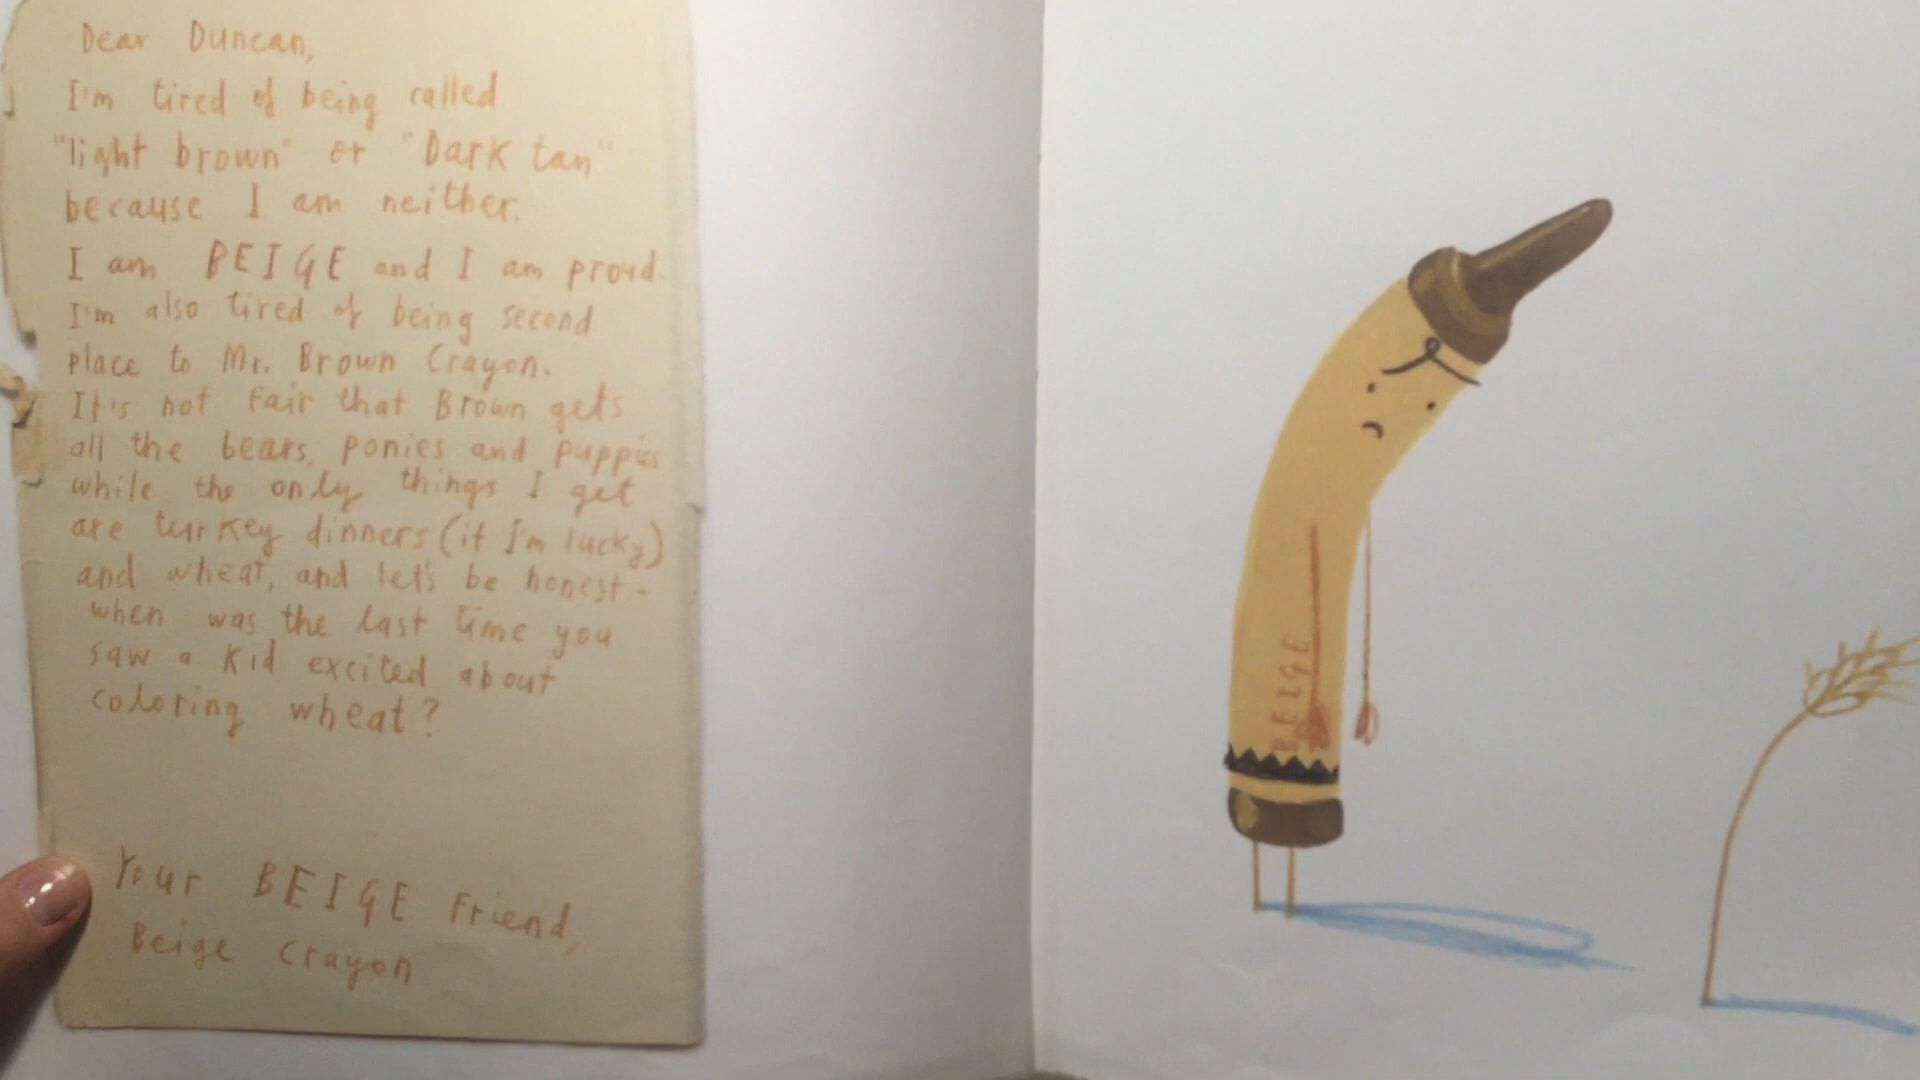 Dear Duncan,
I'm tired of being called
"light brown" or "Dark tan"
because I am neither.
I am BEIGE and I am proud.
I'm also tired of being second
place to Mr. Brown Crayon.
It's not Fair that Brown gets
all the bears, ponies and puppies
while the only things I get
are turkey dinners (if I'm lucky)
and wheat, and let's be honest -
when was the last time you
saw a kid excited about
coloring wheat?
Your BEIGE Friend,
Beige Crayon
BEIGE